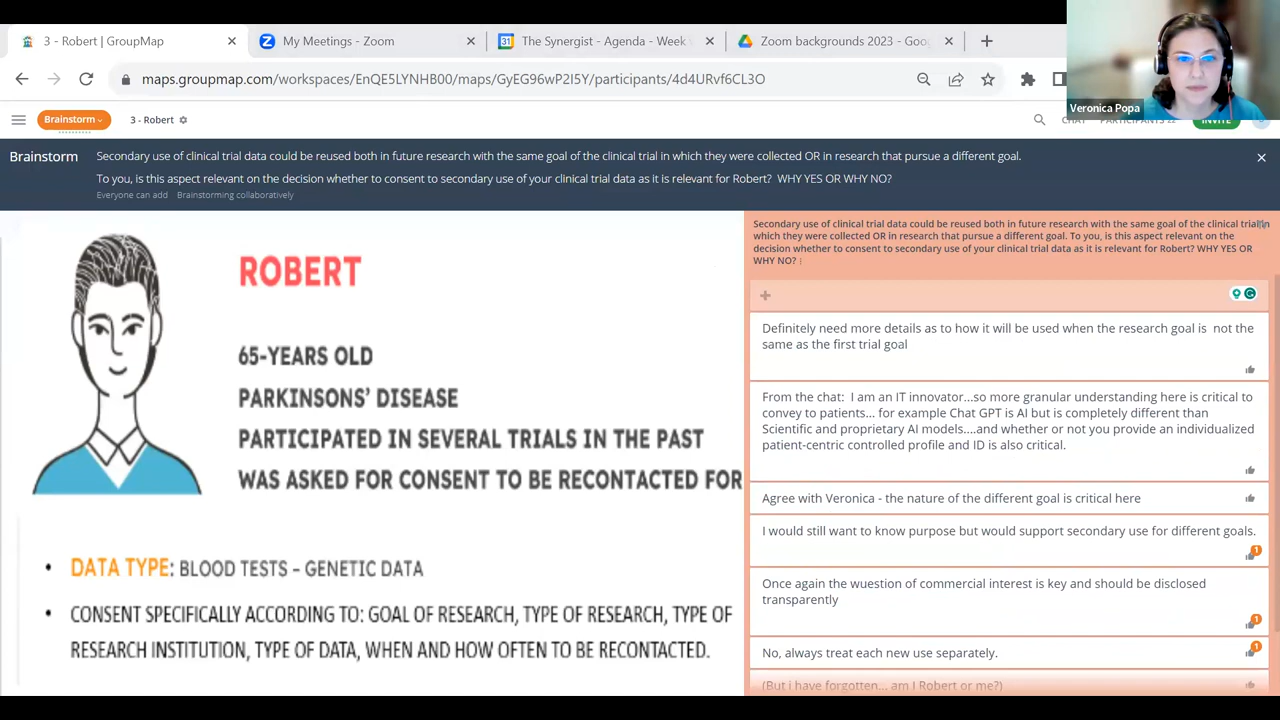 3 - Robert | GroupMap
My Meetings - Zoom
31
The Synergist - Agenda - Week
Zoom backgrounds 2023 - Goo
maps.groupmap.com/workspaces/EnQE5LYNHB00/maps/GyEG96wP2I5Y/participants/4d4URvf6CL3O
Veronica Popa
Brainstorm
3 - Robert
CHAT
PARTICIPANTS 22
INVITE
Brainstorm
Secondary use of clinical trial data could be reused both in future research with the same goal of the clinical trial in which they were collected OR in research that pursue a different goal.
To you, is this aspect relevant on the decision whether to consent to secondary use of your clinical trial data as it is relevant for Robert? WHY YES OR WHY NO?
Everyone can add Brainstorming collaboratively
ROBERT
65-YEARS OLD
PARKINSONS' DISEASE
PARTICIPATED IN SEVERAL TRIALS IN THE PAST
WAS ASKED FOR CONSENT TO BE RECONTACTED FOR
• DATA TYPE: BLOOD TESTS – GENETIC DATA
• CONSENT SPECIFICALLY ACCORDING TO: GOAL OF RESEARCH, TYPE OF RESEARCH, TYPE OF
RESEARCH INSTITUTION, TYPE OF DATA, WHEN AND HOW OFTEN TO BE RECONTACTED.
Secondary use of clinical trial data could be reused both in future research with the same goal of the clinical trial in
which they were collected OR in research that pursue a different goal. To you, is this aspect relevant on the
decision whether to consent to secondary use of your clinical trial data as it is relevant for Robert? WHY YES OR
WHY NO?
Definitely need more details as to how it will be used when the research goal is not the
same as the first trial goal
From the chat: I am an IT innovator...so more granular understanding here is critical to
convey to patients... for example Chat GPT is AI but is completely different than
Scientific and proprietary AI models....and whether or not you provide an individualized
patient-centric controlled profile and ID is also critical.
Agree with Veronica - the nature of the different goal is critical here
I would still want to know purpose but would support secondary use for different goals.
1
Once again the wuestion of commercial interest is key and should be disclosed
transparently
1
No, always treat each new use separately.
1
(But i have forgotten... am I Robert or me?)